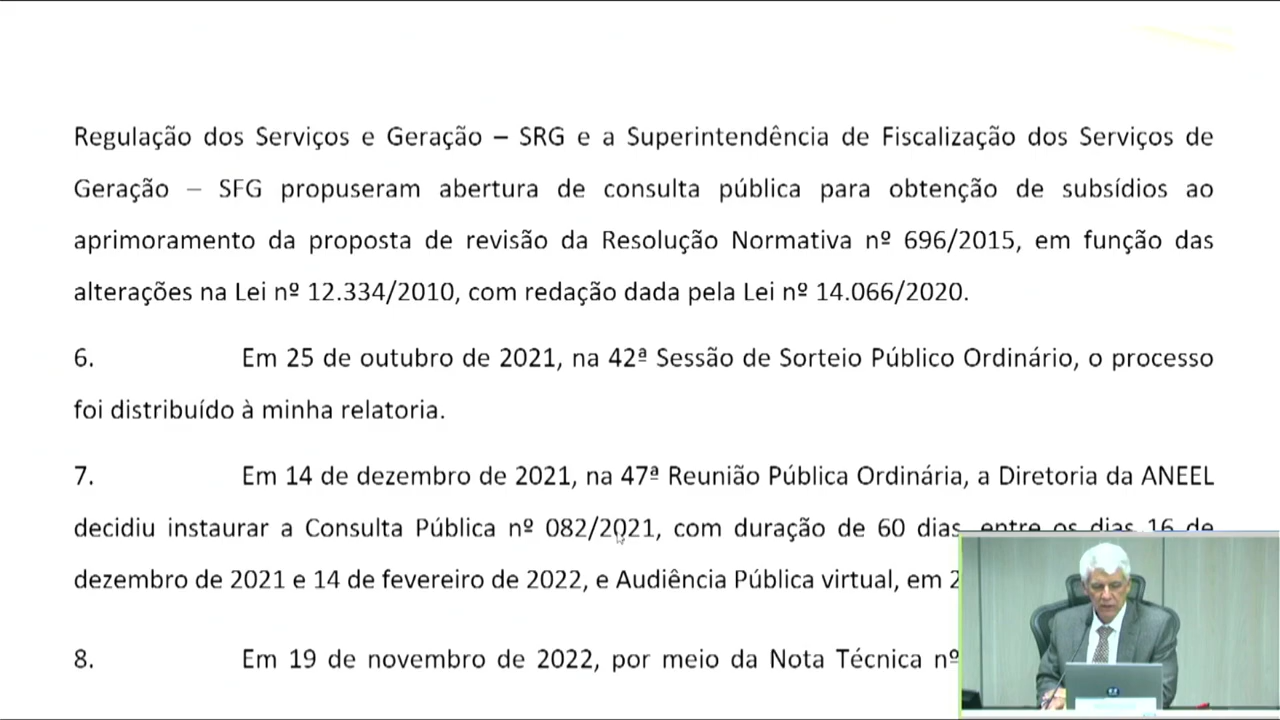 Regulação dos Serviços e Geração – SRG e a Superintendência de Fiscalização dos Serviços de
Geração – SFG propuseram abertura de consulta pública para obtenção de subsídios ao
aprimoramento da proposta de revisão da Resolução Normativa nº 696/2015, em função das
alterações na Lei nº 12.334/2010, com redação dada pela Lei nº 14.066/2020.
6. Em 25 de outubro de 2021, na 42ª Sessão de Sorteio Público Ordinário, o processo
foi distribuído à minha relatoria.
7. Em 14 de dezembro de 2021, na 47ª Reunião Pública Ordinária, a Diretoria da ANEEL
decidiu instaurar a Consulta Pública nº 082/2021, com duração de 60 dias, entre os dias 16 de
dezembro de 2021 e 14 de fevereiro de 2022, e Audiência Pública virtual, em 2
8. Em 19 de novembro de 2022, por meio da Nota Técnica nº